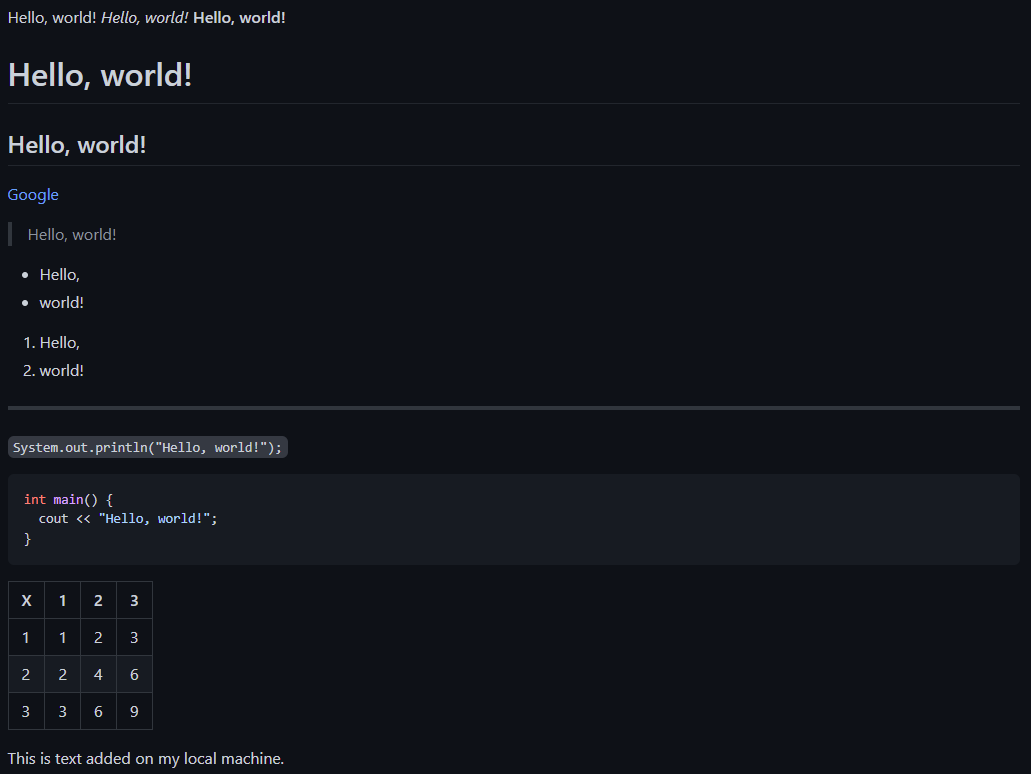 Hello, world! Hello, world! Hello, world!
Hello, world!
Hello, world!
Google
Hello, world!
• Hello,
• world!
1. Hello,
2. world!
System.out.println("Hello, world!");
int main() {
  cout << "Hello, world!";
}
X 1 2 3
1 1 2 3
2 2 4 6
3 3 6 9
This is text added on my local machine.